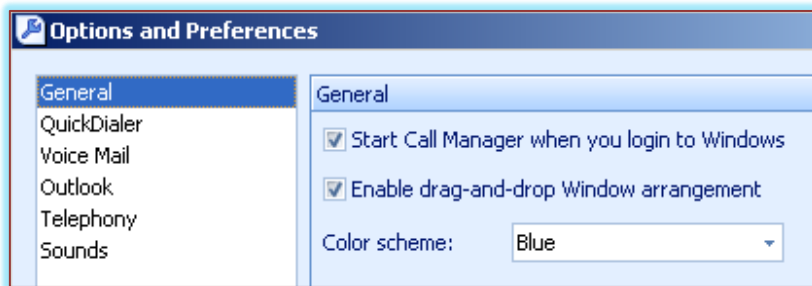 Options and Preferences
General
QuickDialer
Voice Mail
Outlook
Telephony
Sounds
General
Start Call Manager when you login to Windows
Enable drag-and-drop Window arrangement
Color scheme: Blue